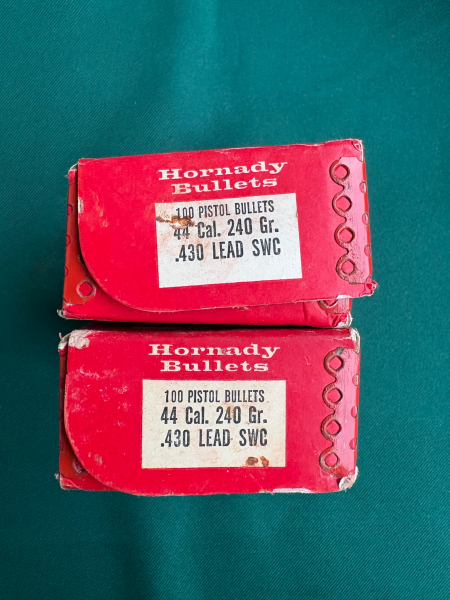 Hornady
Bullets
100 PISTOL BULLETS
44 Cal. 240 Gr.
.430 LEAD SWC
Hornady
Bullets
100 PISTOL BULLETS
44 Cal. 240 Gr.
.430 LEAD SWC